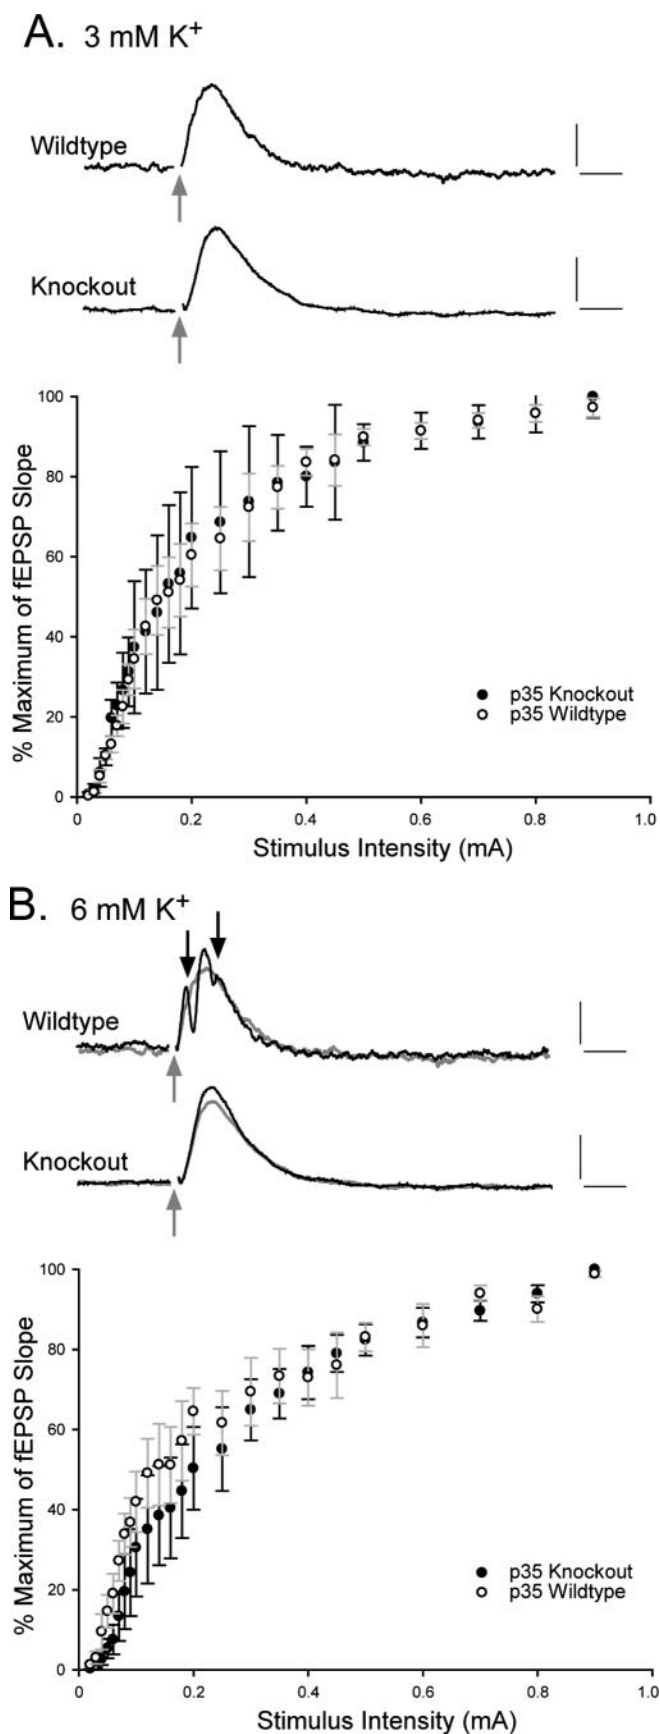 A. 3 mM K+
Wildtype
Knockout
100
80
60
40
20
0
% Maximum of fEPSP Slope
p35 Knockout
p35 Wildtype
0 0.2 0.4 0.6 0.8 1.0
Stimulus Intensity (mA)
B. 6 mM K+
Wildtype
Knockout
100
80
60
40
20
0
% Maximum of fEPSP Slope
p35 Knockout
p35 Wildtype
0 0.2 0.4 0.6 0.8 1.0
Stimulus Intensity (mA)